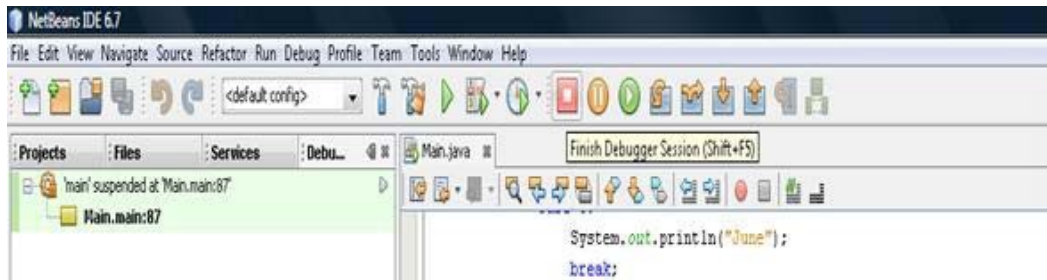 NetBeans IDE 6.7
File Edit View Navigate Source Refactor Run Debug Profile Team Tools Window Help
<default config>
Projects Files Services Debu... Main.java
Finish Debugger Session (Shift+F5)
'main' suspended at 'Main.main:87'
Main.main:87
System.out.println("June");
break;